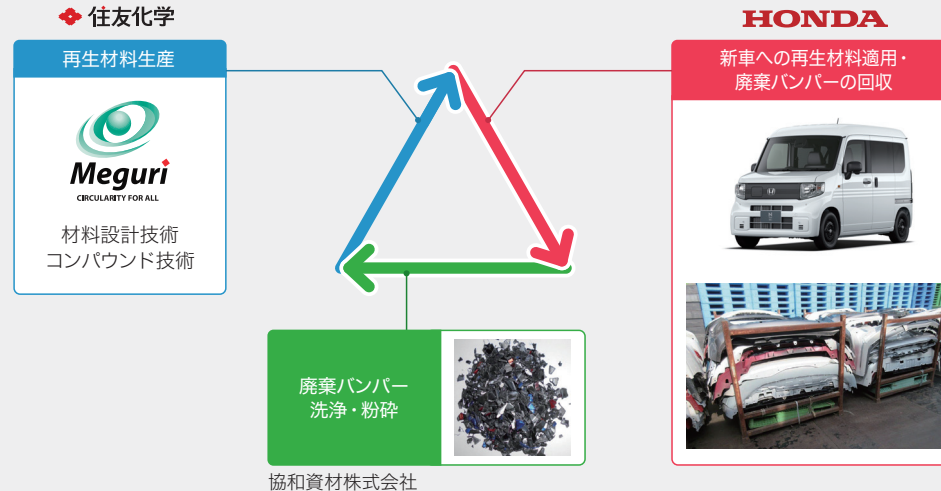 住友化学
再生材料生産
Meguri
CIRCULARITY FOR ALL
材料設計技術
コンパウンド技術
HONDA
新車への再生材料適用・
廃棄バンパーの回収
廃棄バンパー
洗浄・粉砕
協和資材株式会社